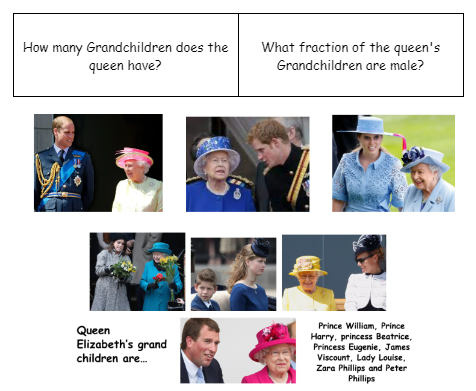 How many Grandchildren does the
queen have?
What fraction of the queen's
Grandchildren are male?
Queen
Elizabeth's grand
children are...
Prince William, Prince
Harry, princess Beatrice,
Princess Eugenie, James
Viscount, Lady Louise,
Zara Phillips and Peter
Phillips